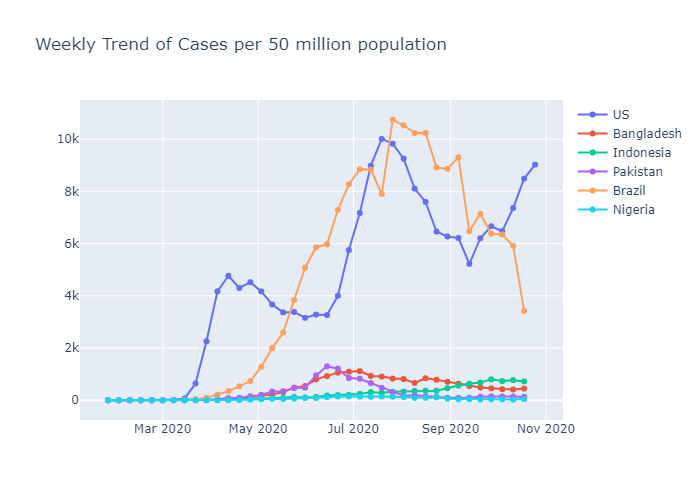 Weekly Trend of Cases per 50 million population
US
Bangladesh
Indonesia
Pakistan
Brazil
Nigeria
10k
8k
6k
4k
2k
0
Mar 2020 May 2020 Jul 2020 Sep 2020 Nov 2020